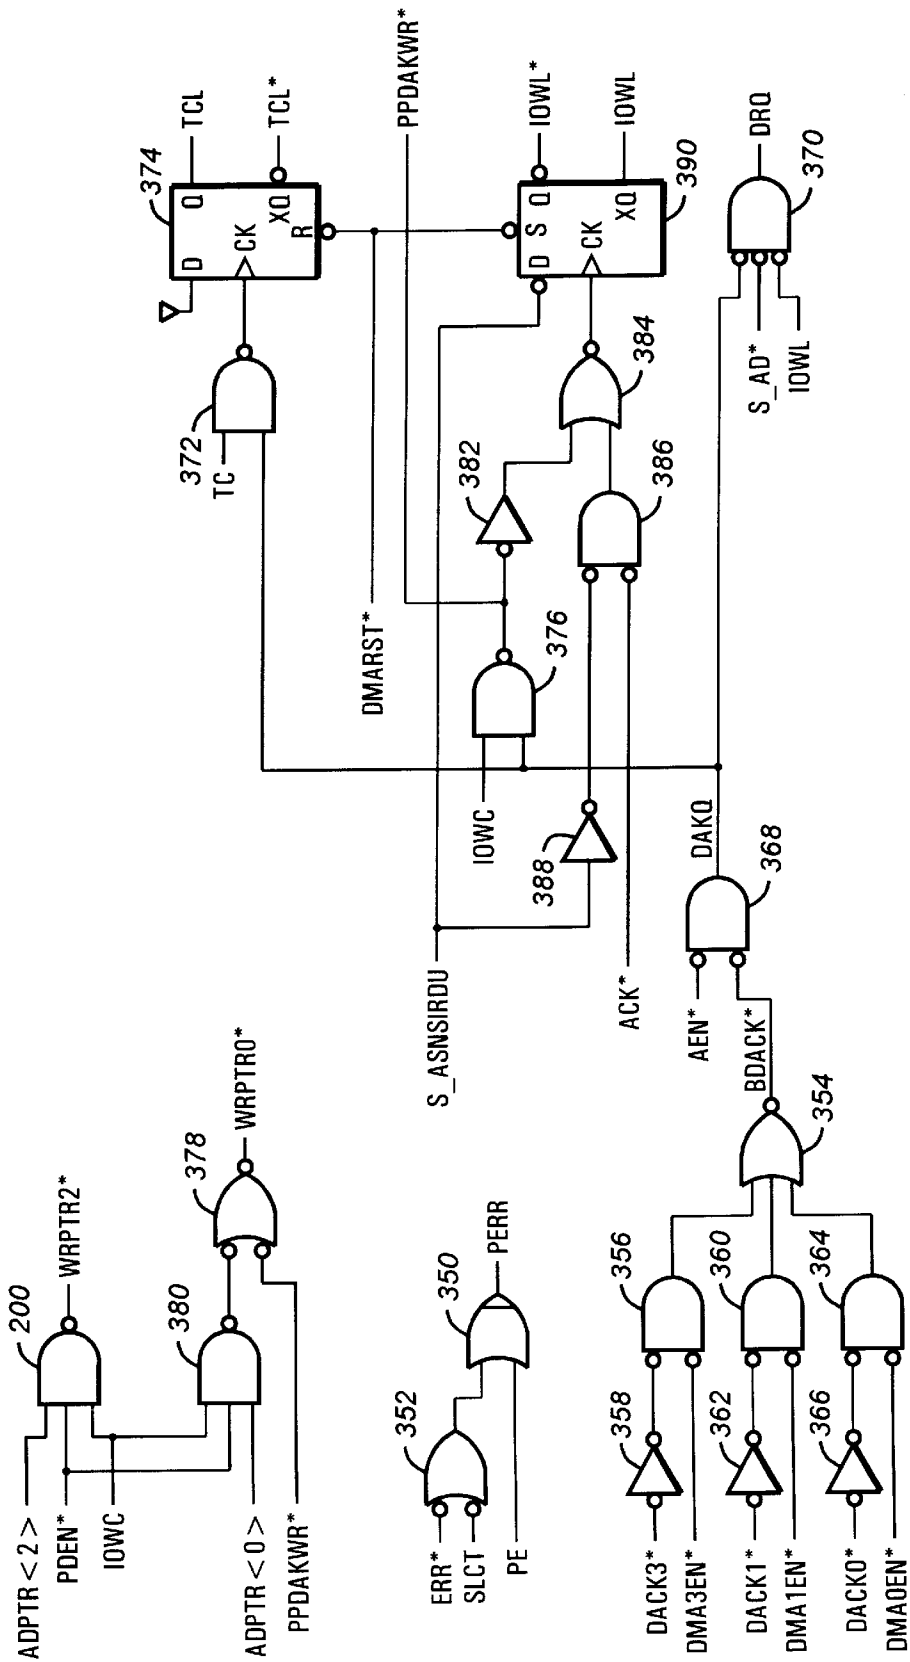 ADPTR<2>
PDEN*
IOWC
200
WRPTR2*
380
378
WRPTR0*
ADPTR<0>
PPDAKWR*
ERR*
SLCT
PE
352
350
PERR
DACK3*
DMA3EN*
358
356
DACK1*
DMA1EN*
362
360
DACK0*
DMA0EN*
366
364
354
BDACK*
AEN*
368
DAKQ
S_ASNSIRDU
ACK*
388
IOWC
376
382
386
384
DMARST*
TC
372
374
D
Q
CK
XQ
R
TCL
TCL*
PPDAKWR*
D
S
Q
CK
XQ
390
IOWL*
IOWL
S_AD*
IOWL
370
DRQ